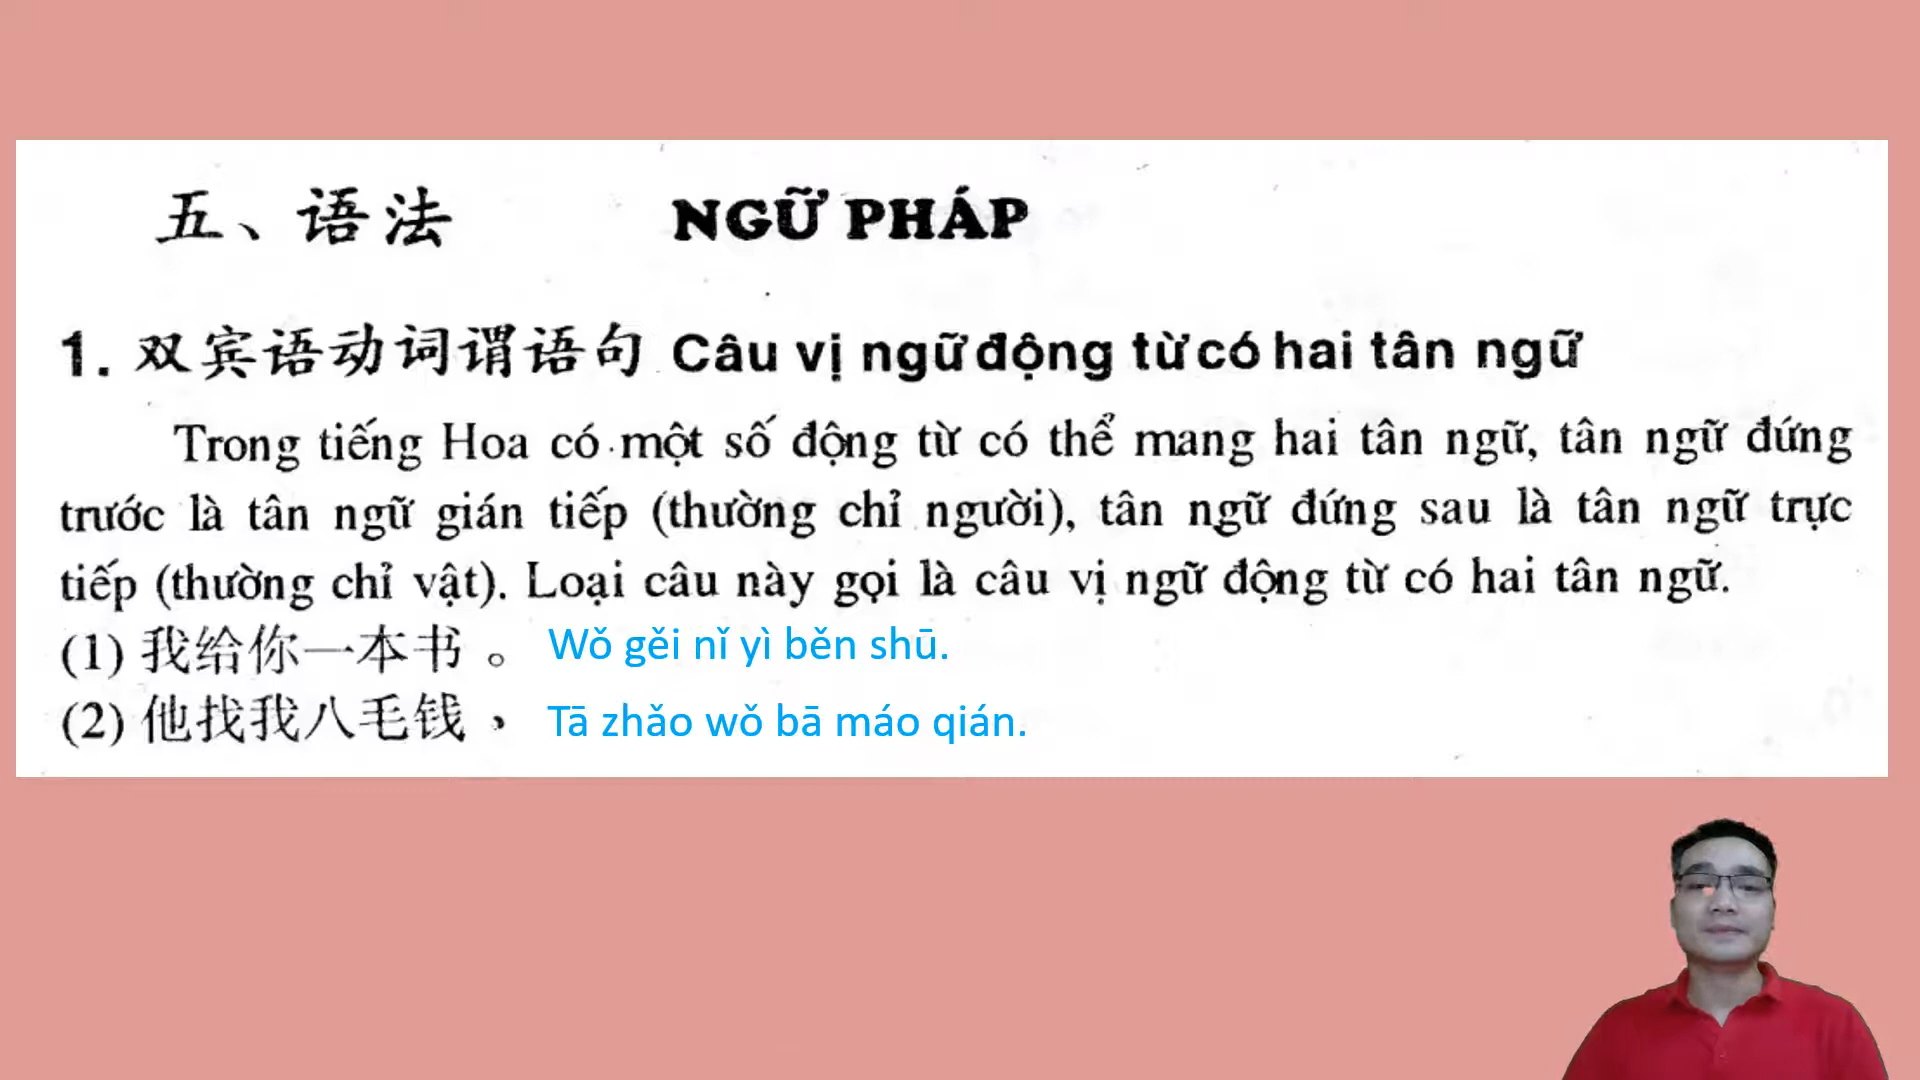 五、语法 NGỮ PHÁP
1. 双宾语动词谓语句 Câu vị ngữ động từ có hai tân ngữ
Trong tiếng Hoa có một số động từ có thể mang hai tân ngữ, tân ngữ đứng
trước là tân ngữ gián tiếp (thường chỉ người), tân ngữ đứng sau là tân ngữ trực
tiếp (thường chỉ vật). Loại câu này gọi là câu vị ngữ động từ có hai tân ngữ.
(1) 我给你一本书。 Wǒ gěi nǐ yì běn shū.
(2) 他找我八毛钱、 Tā zhǎo wǒ bā máo qián.